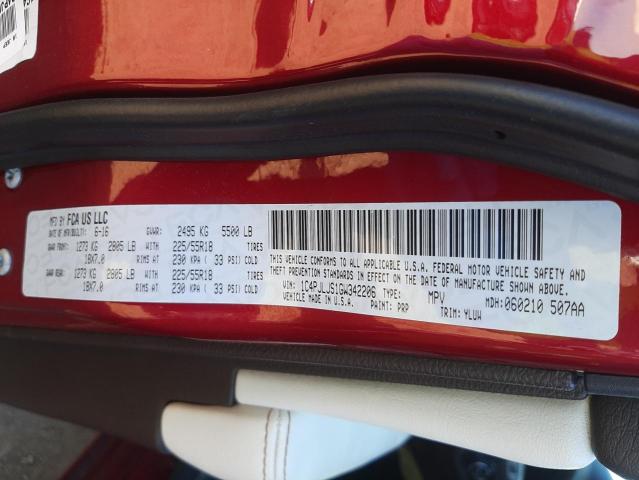 MFD BY FCA US LLC
DATE OF MFR/BUILT: 6-16 GVWR: 2495 KG 5500 LB
GAWR FRONT: 1273 KG 2805 LB WITH 225/55R18 TIRES
18X7.0 RIMS AT 230 KPA ( 33 PSI) COLD
GAWR REAR: 1273 KG 2805 LB WITH 225/55R18 TIRES
18X7.0 RIMS AT 230 KPA ( 33 PSI) COLD
THIS VEHICLE CONFORMS TO ALL APPLICABLE U.S.A. FEDERAL MOTOR VEHICLE SAFETY AND
THEFT PREVENTION STANDARDS IN EFFECT ON THE DATE OF MANUFACTURE SHOWN ABOVE.
VIN: 1C4PJLJS1GW342206 TYPE: MPV MDH: 060210 507AA
PAINT: PRP TRIM: YLUW